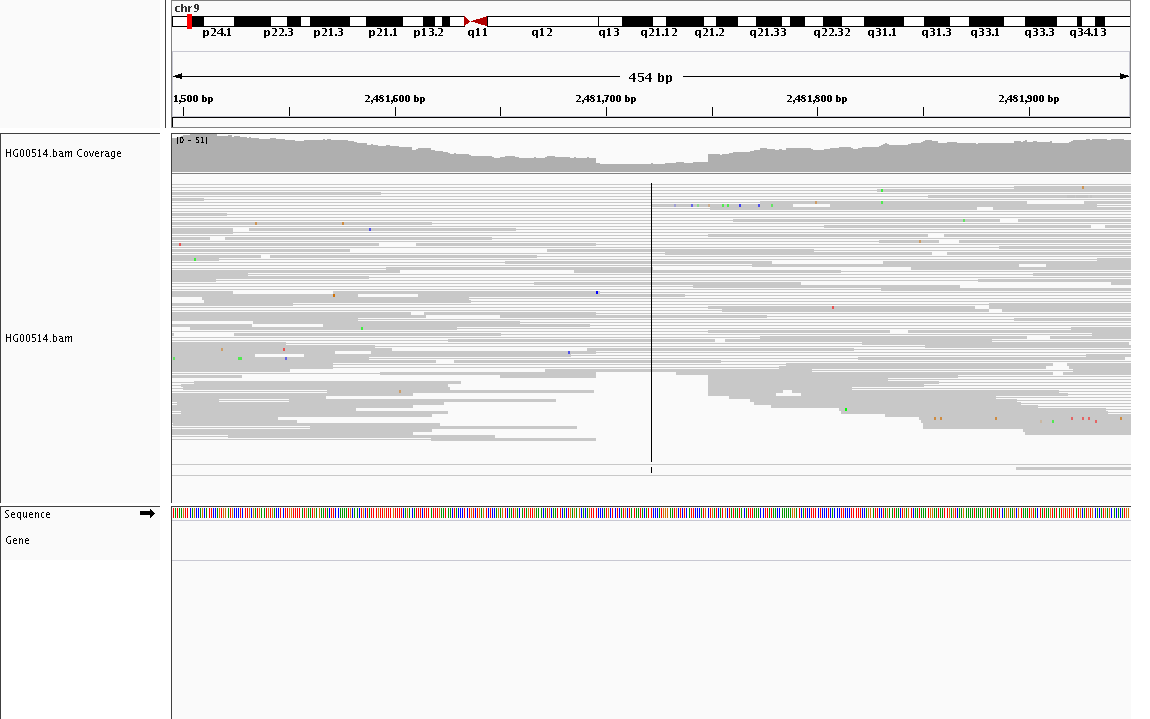 chr9
p24.1 p22.3 p21.3 p21.1 p13.2 q11 q12 q13 q21.12 q21.2 q21.33 q22.32 q31.1 q31.3 q33.1 q33.3 q34.13
454 bp
1,500 bp 2,481,600 bp 2,481,700 bp 2,481,800 bp 2,481,900 bp
[0 - 51]
HG00514.bam Coverage
HG00514.bam
Sequence
Gene